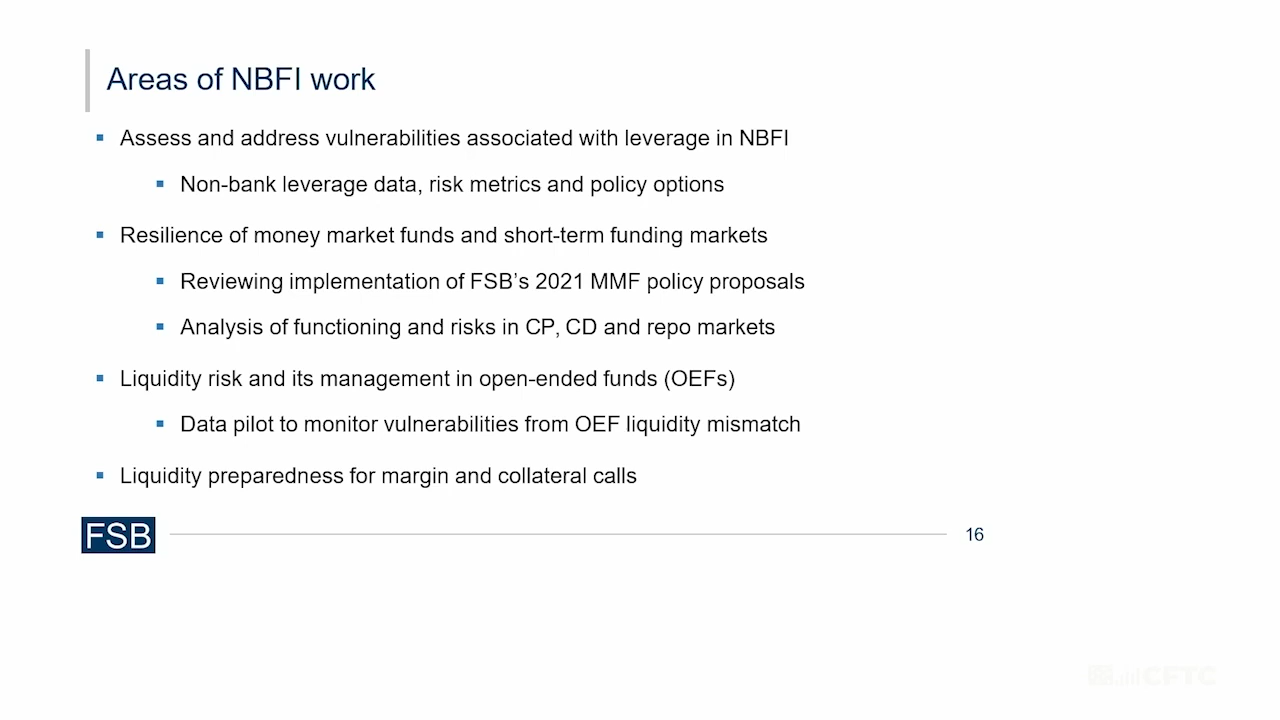 Areas of NBFI work
▪ Assess and address vulnerabilities associated with leverage in NBFI
▪ Non-bank leverage data, risk metrics and policy options
▪ Resilience of money market funds and short-term funding markets
▪ Reviewing implementation of FSB's 2021 MMF policy proposals
▪ Analysis of functioning and risks in CP, CD and repo markets
▪ Liquidity risk and its management in open-ended funds (OEFs)
▪ Data pilot to monitor vulnerabilities from OEF liquidity mismatch
▪ Liquidity preparedness for margin and collateral calls
FSB
16
CFTC